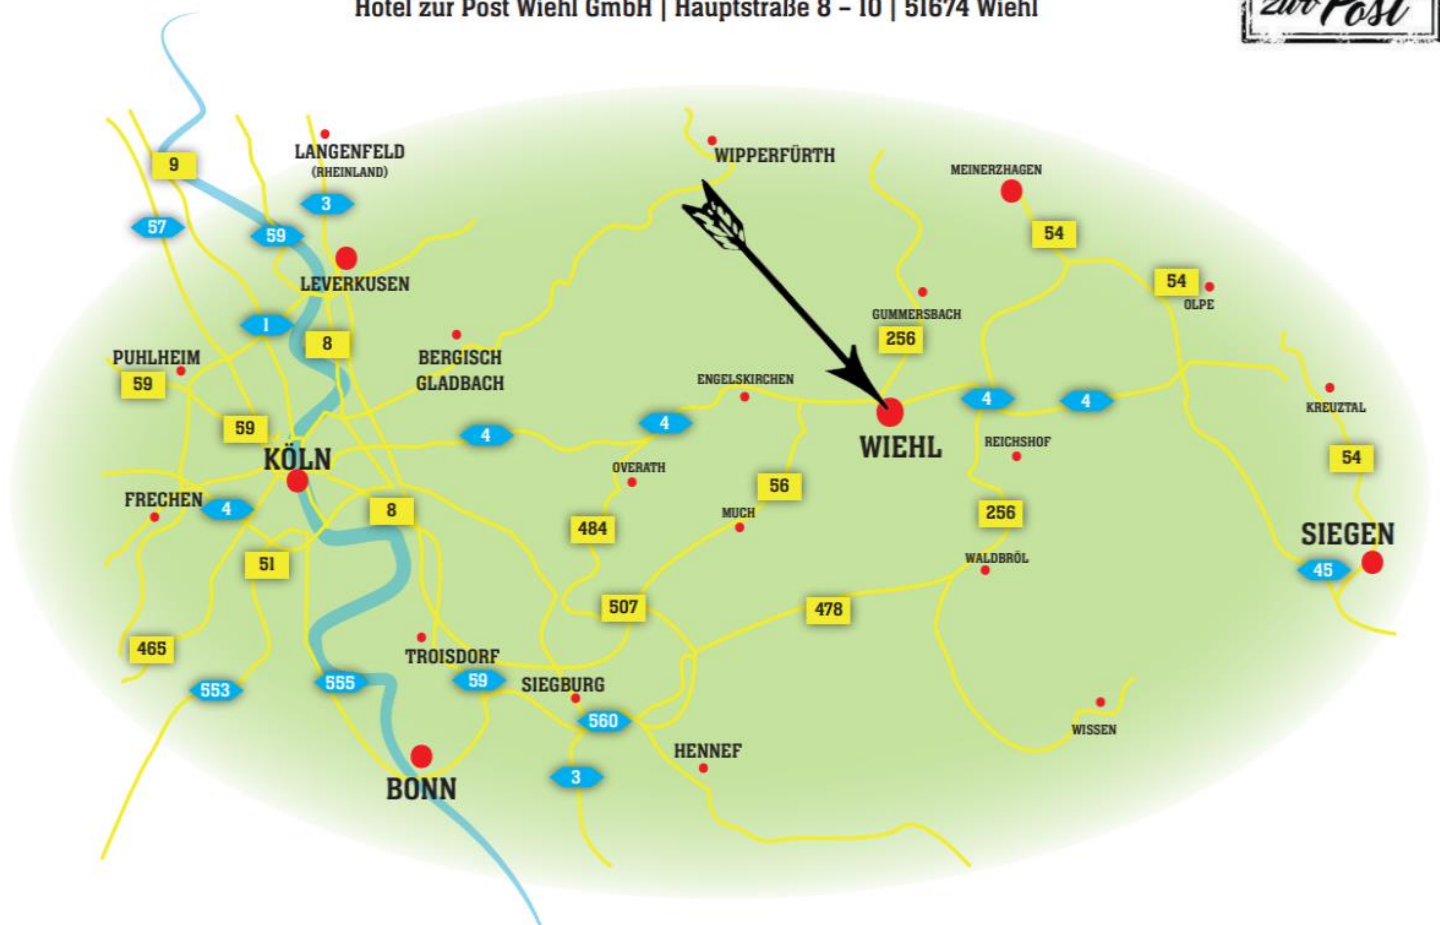 Hotel zur Post Wiehl GmbH | Hauptstraße 8 – 10 | 51674 Wiehl
zur Post
9
LANGENFELD
(RHEINLAND)
WIPPERFÜRTH
MEINERZHAGEN
3
57
59
54
LEVERKUSEN
54
OLPE
GUMMERSBACH
1
8
256
PUHLHEIM
59
BERGISCH
GLADBACH
ENGELSKIRCHEN
4
4
KREUZTAL
59
4
4
WIEHL
REICHSHOF
KÖLN
OVERATH
54
56
FRECHEN
4
8
484
MUCH
256
SIEGEN
51
WALDBRÖL
45
507
478
465
TROISDORF
553
555
59
SIEGBURG
560
WISSEN
HENNEF
3
BONN